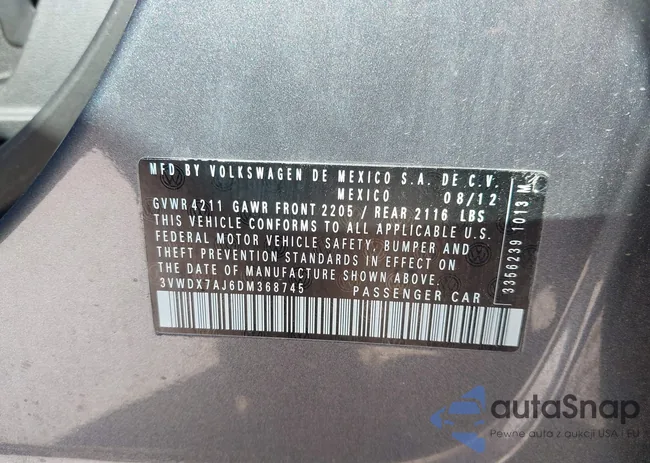 MFD BY VOLKSWAGEN DE MEXICO S.A. DE C.V.
MEXICO 08/12
GVWR 4211 GAWR FRONT 2205 / REAR 2116 LBS
THIS VEHICLE CONFORMS TO ALL APPLICABLE U.S.
FEDERAL MOTOR VEHICLE SAFETY, BUMPER AND
THEFT PREVENTION STANDARDS IN EFFECT ON
THE DATE OF MANUFACTURE SHOWN ABOVE.
3VWDX7AJ6DM368745 PASSENGER CAR
3366239 1013 M
autaSnap
Pewne auta z aukcji USA i EU